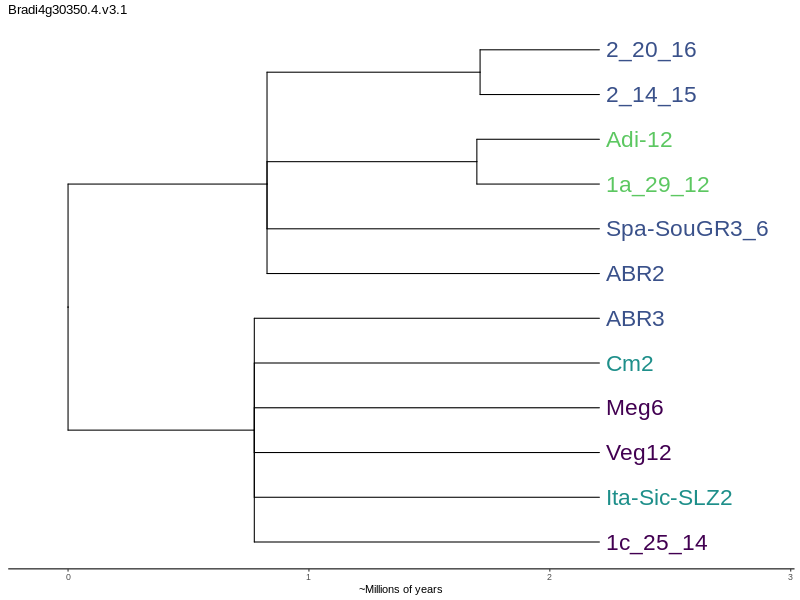 Bradi4g30350.4.v3.1
2_20_16
2_14_15
Adi-12
1a_29_12
Spa-SouGR3_6
ABR2
ABR3
Cm2
Meg6
Veg12
Ita-Sic-SLZ2
1c_25_14
0 1 2 3
~Millions of years